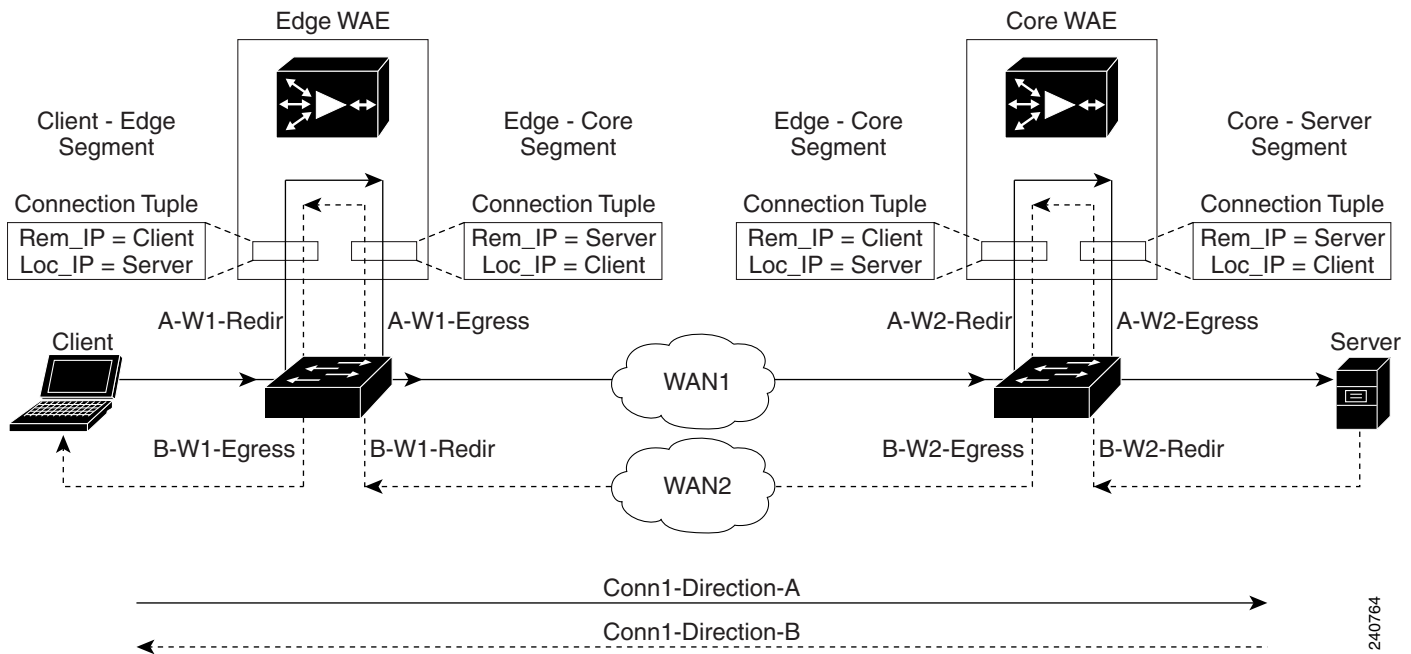 Edge WAE
Core WAE
Client - Edge
Segment
Edge - Core
Segment
Edge - Core
Segment
Core - Server
Segment
Connection Tuple
Rem_IP = Client
Loc_IP = Server
Connection Tuple
Rem_IP = Server
Loc_IP = Client
Connection Tuple
Rem_IP = Client
Loc_IP = Server
Connection Tuple
Rem_IP = Server
Loc_IP = Client
A-W1-Redir
A-W1-Egress
A-W2-Redir
A-W2-Egress
Client
Server
WAN1
B-W1-Egress
B-W1-Redir
B-W2-Egress
B-W2-Redir
WAN2
Conn1-Direction-A
Conn1-Direction-B
240764